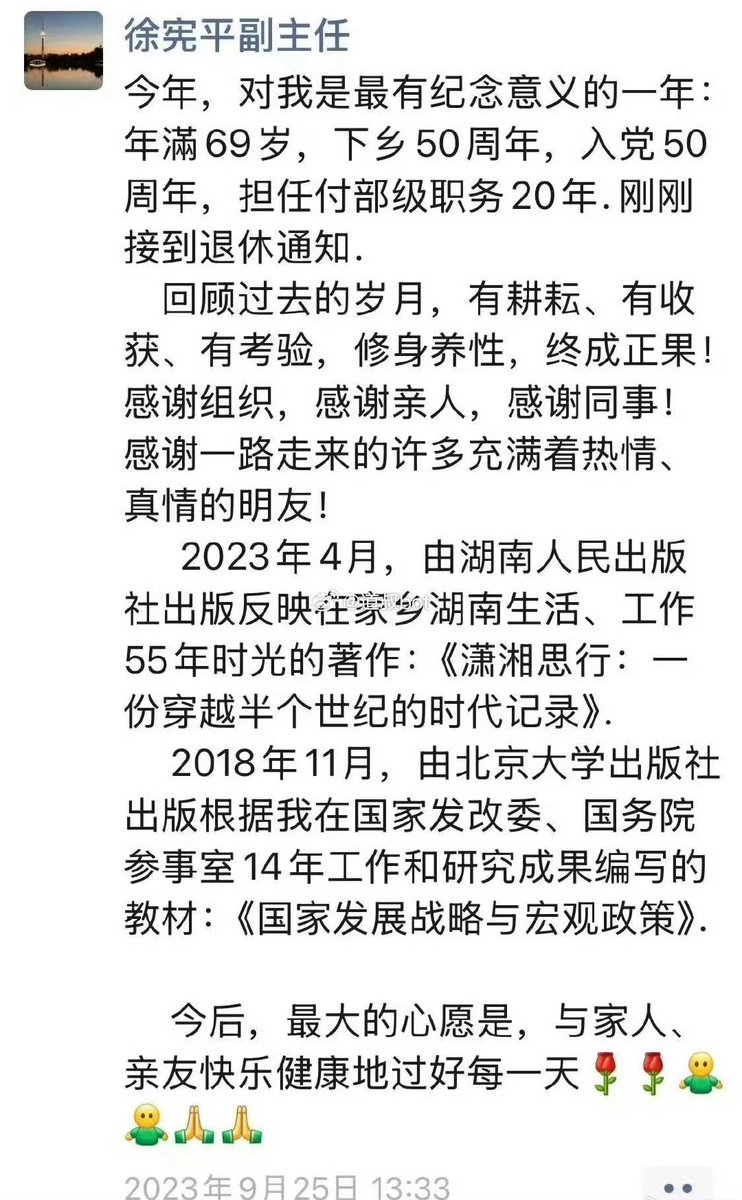 徐宪平副主任
今年，对我是最有纪念意义的一年：
年滿69岁，下乡50周年，入党50
周年，担任付部级职务20年.刚刚
接到退休通知.
回顾过去的岁月，有耕耘、有收
获、有考验，修身养性，终成正果！
感谢组织，感谢亲人，感谢同事！
感谢一路走来的许多充满着热情、
真情的明友！
2023年4月，由湖南人民出版
社出版反映在家乡湖南生活、工作
55年时光的著作：《潇湘思行：一
份穿越半个世纪的时代记录》.
2018年11月，由北京大学出版社
出版根据我在国家发改委、国务院
参事室14年工作和研究成果编写的
教材：《国家发展战略与宏观政策》.
今后，最大的心愿是，与家人、
亲友快乐健康地过好每一天🌹🌹🙇
🙇🙏🙏
2023年9月25日 13:33